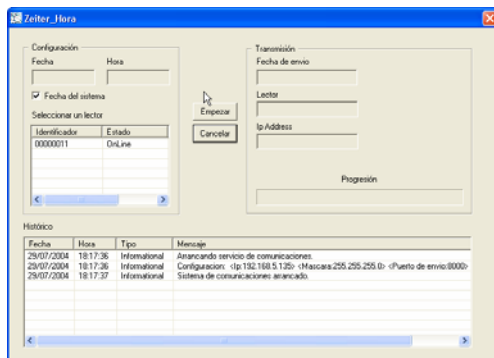 Zeiter_Hora
Configuración
Fecha Hora
Fecha del sistema
Seleccionar un lector
Identificador Estado
00000011 OnLine
Empezar
Cancelar
Transmisión
Fecha de envio
Lector
Ip Address
Progresión
Histórico
Fecha Hora Tipo Mensaje
29/07/2004 18:17:36 Informational Arrancando servicio de comunicaciones.
29/07/2004 18:17:36 Informational Configuracion: <Ip:192.168.5.135> <Mascara:255.255.255.0> <Puerto de envio:8000>
29/07/2004 18:17:37 Informational Sistema de comunicaciones arrancado.